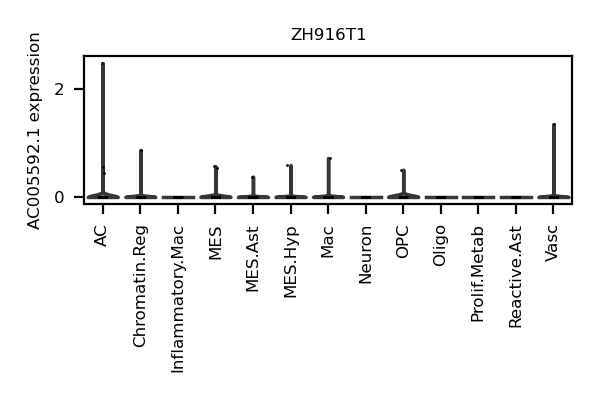 ZH916T1
AC005592.1 expression
2
0
AC
Chromatin.Reg
Inflammatory.Mac
MES
MES.Ast
MES.Hyp
Mac
Neuron
OPC
Oligo
Prolif.Metab
Reactive.Ast
Vasc